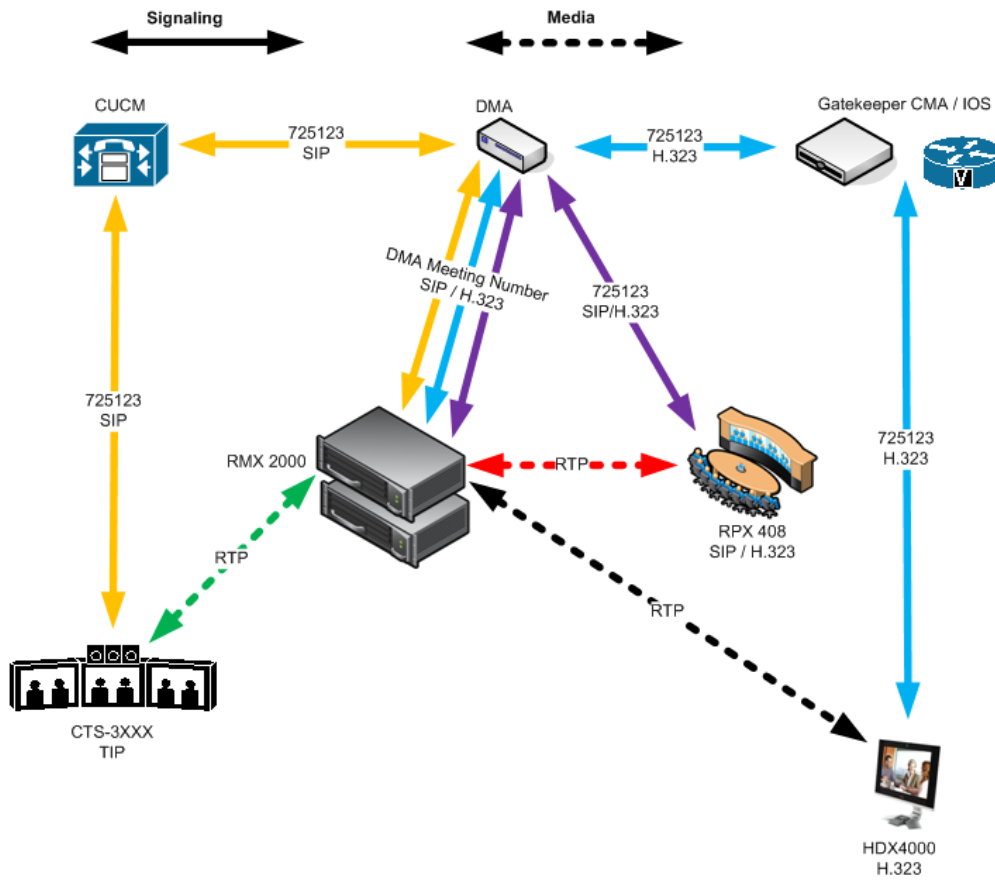 Signaling
Media
CUCM
DMA
Gatekeeper CMA / IOS
725123
SIP
725123
H.323
V
DMA Meeting Number
SIP / H.323
725123
SIP/H.323
725123
SIP
725123
H.323
RMX 2000
RTP
RPX 408
SIP / H.323
RTP
RTP
CTS-3XXX
TIP
HDX4000
H.323